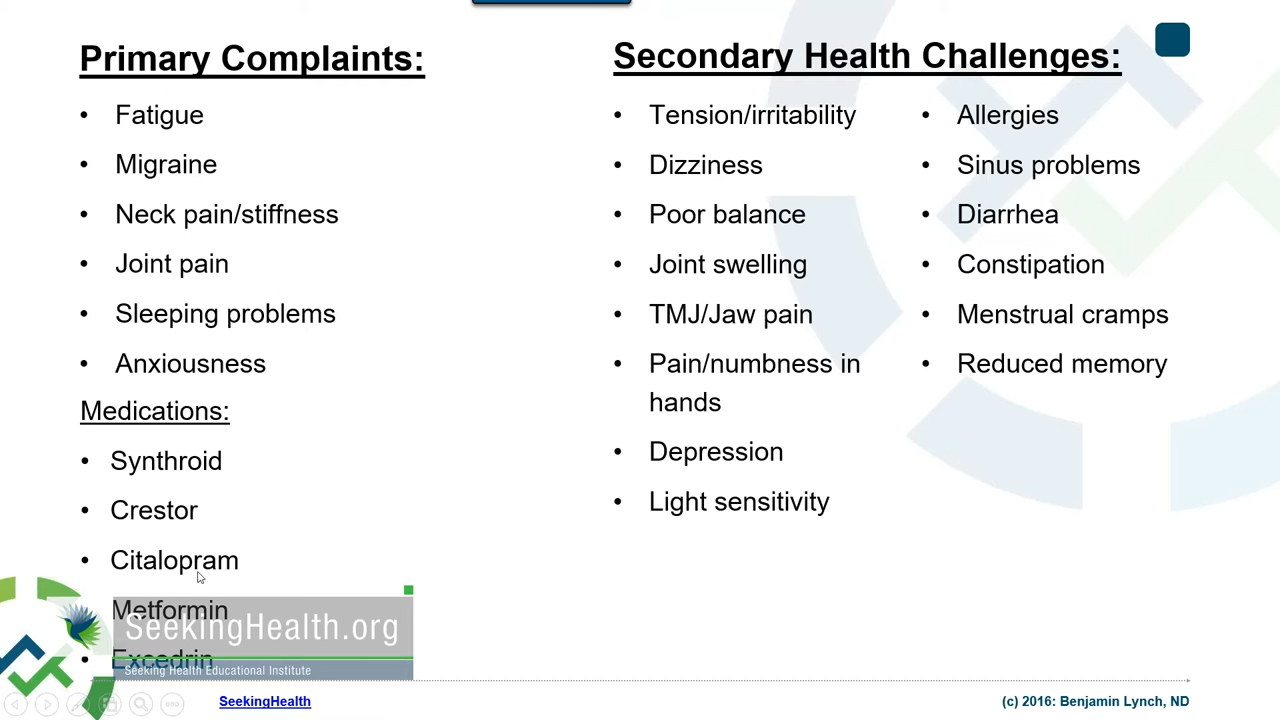 Primary Complaints:
Fatigue
Migraine
Neck pain/stiffness
Joint pain
Sleeping problems
Anxiousness
Medications:
Synthroid
Crestor
Citalopram
Metformin
Excedrin
Secondary Health Challenges:
Tension/irritability
Dizziness
Poor balance
Joint swelling
TMJ/Jaw pain
Pain/numbness in
hands
Depression
Light sensitivity
Allergies
Sinus problems
Diarrhea
Constipation
Menstrual cramps
Reduced memory
SeekingHealth.org
Seeking Health Educational Institute
SeekingHealth
(c) 2016: Benjamin Lynch, ND